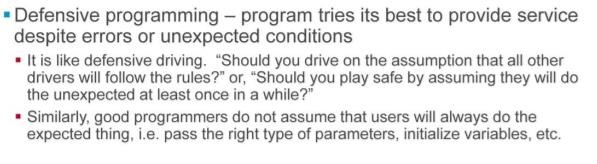 ▪ Defensive programming – program tries its best to provide service
despite errors or unexpected conditions
▪ It is like defensive driving. “Should you drive on the assumption that all other
drivers will follow the rules?” or, “Should you play safe by assuming they will do
the unexpected at least once in a while?”
▪ Similarly, good programmers do not assume that users will always do the
expected thing, i.e. pass the right type of parameters, initialize variables, etc.